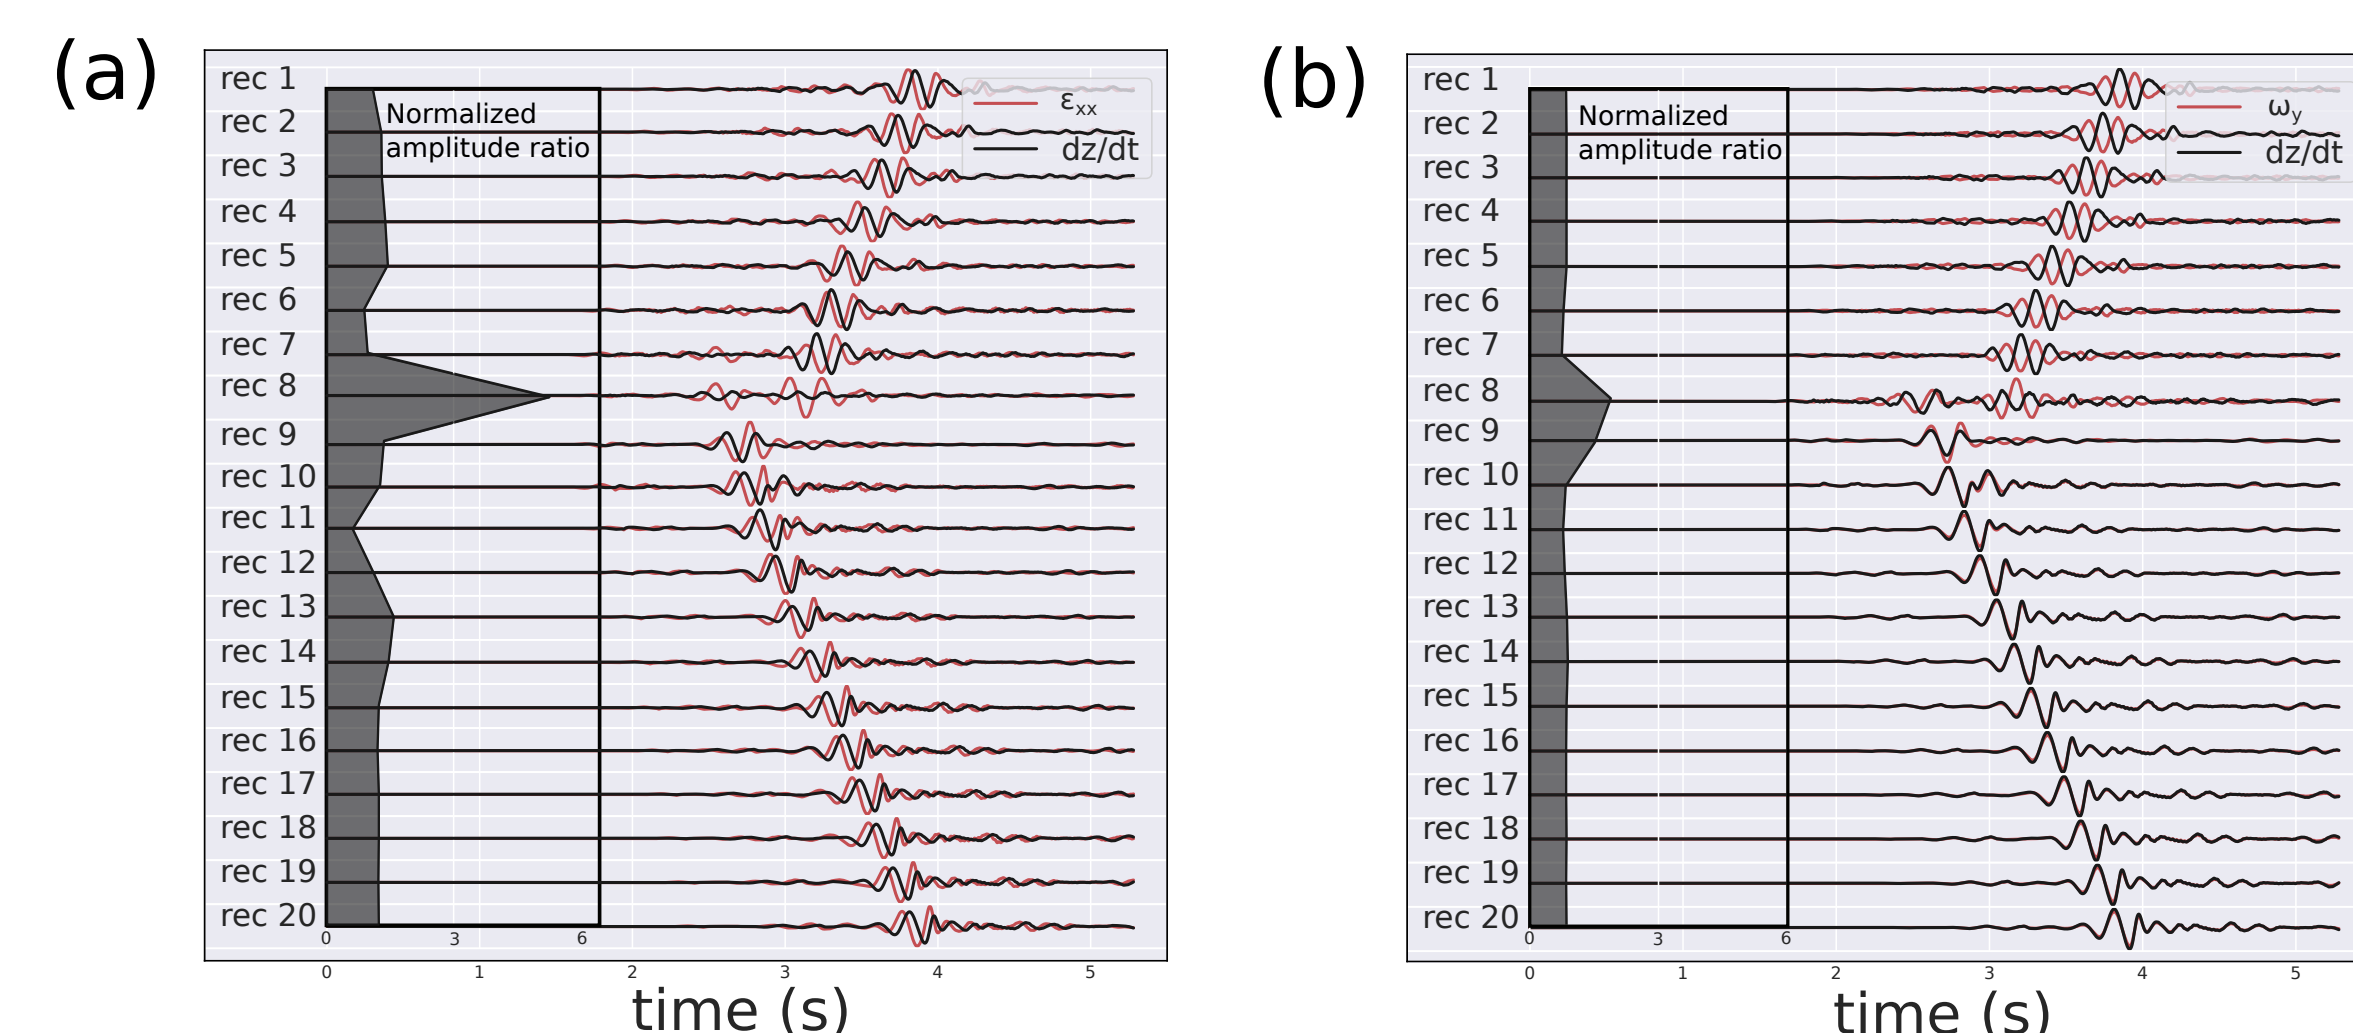 (a)
rec 1
rec 2
rec 3
rec 4
rec 5
rec 6
rec 7
rec 8
rec 9
rec 10
rec 11
rec 12
rec 13
rec 14
rec 15
rec 16
rec 17
rec 18
rec 19
rec 20
Normalized
amplitude ratio
εxx
dz/dt
0 3 6
0 1 2 3 4 5
time (s)
(b)
rec 1
rec 2
rec 3
rec 4
rec 5
rec 6
rec 7
rec 8
rec 9
rec 10
rec 11
rec 12
rec 13
rec 14
rec 15
rec 16
rec 17
rec 18
rec 19
rec 20
Normalized
amplitude ratio
ωy
dz/dt
0 3 6
0 1 2 3 4 5
time (s)